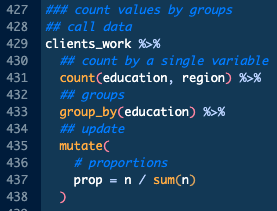 427 ### count values by groups
428 ## call data
429 clients_work %>%
430 ## count by a single variable
431 count(education, region) %>%
432 ## groups
433 group_by(education) %>%
434 ## update
435 mutate(
436 # proportions
437 prop = n / sum(n)
438 )